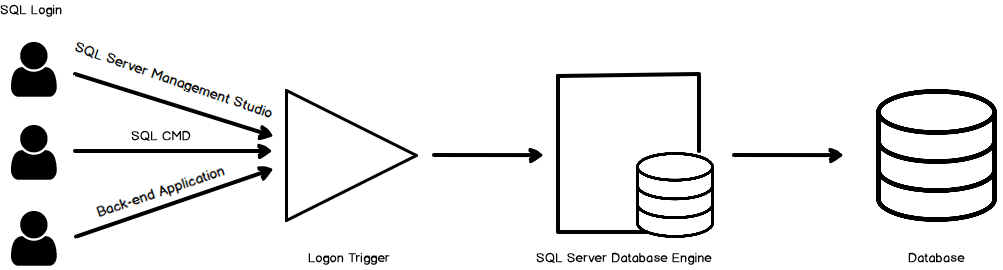 SQL Login
SQL Server Management Studio
SQL CMD
Back-end Application
Logon Trigger
SQL Server Database Engine
Database